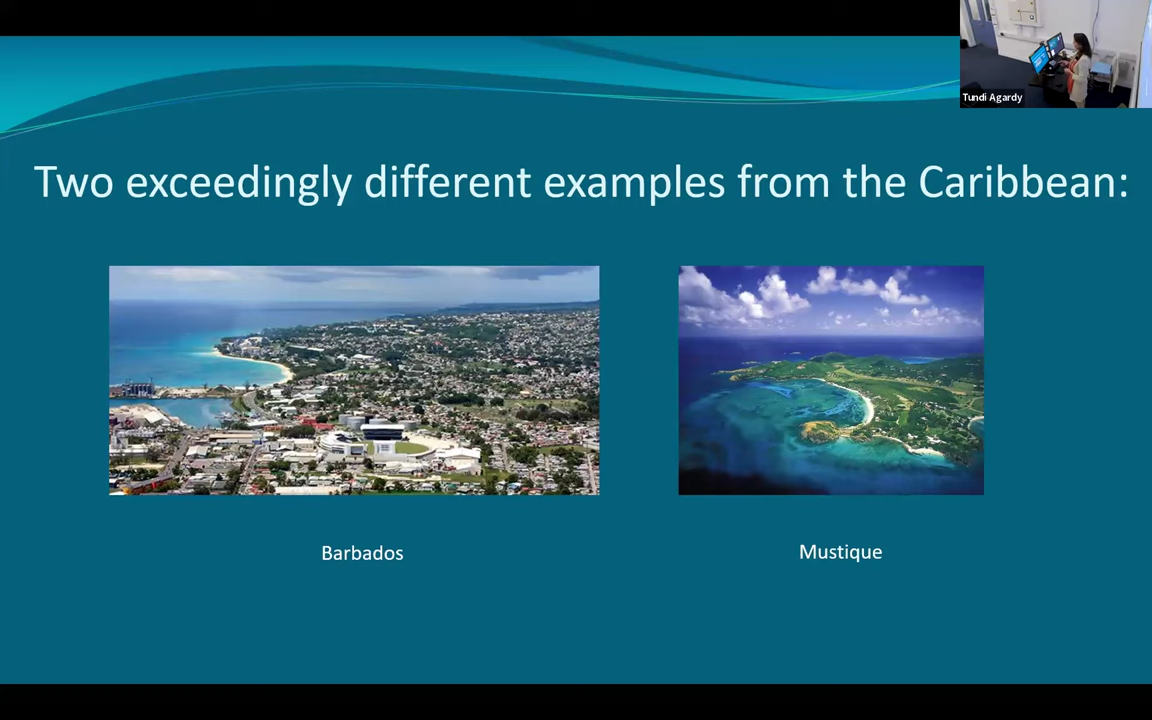 Tundi Agardy
Two exceedingly different examples from the Caribbean:
Barbados
Mustique